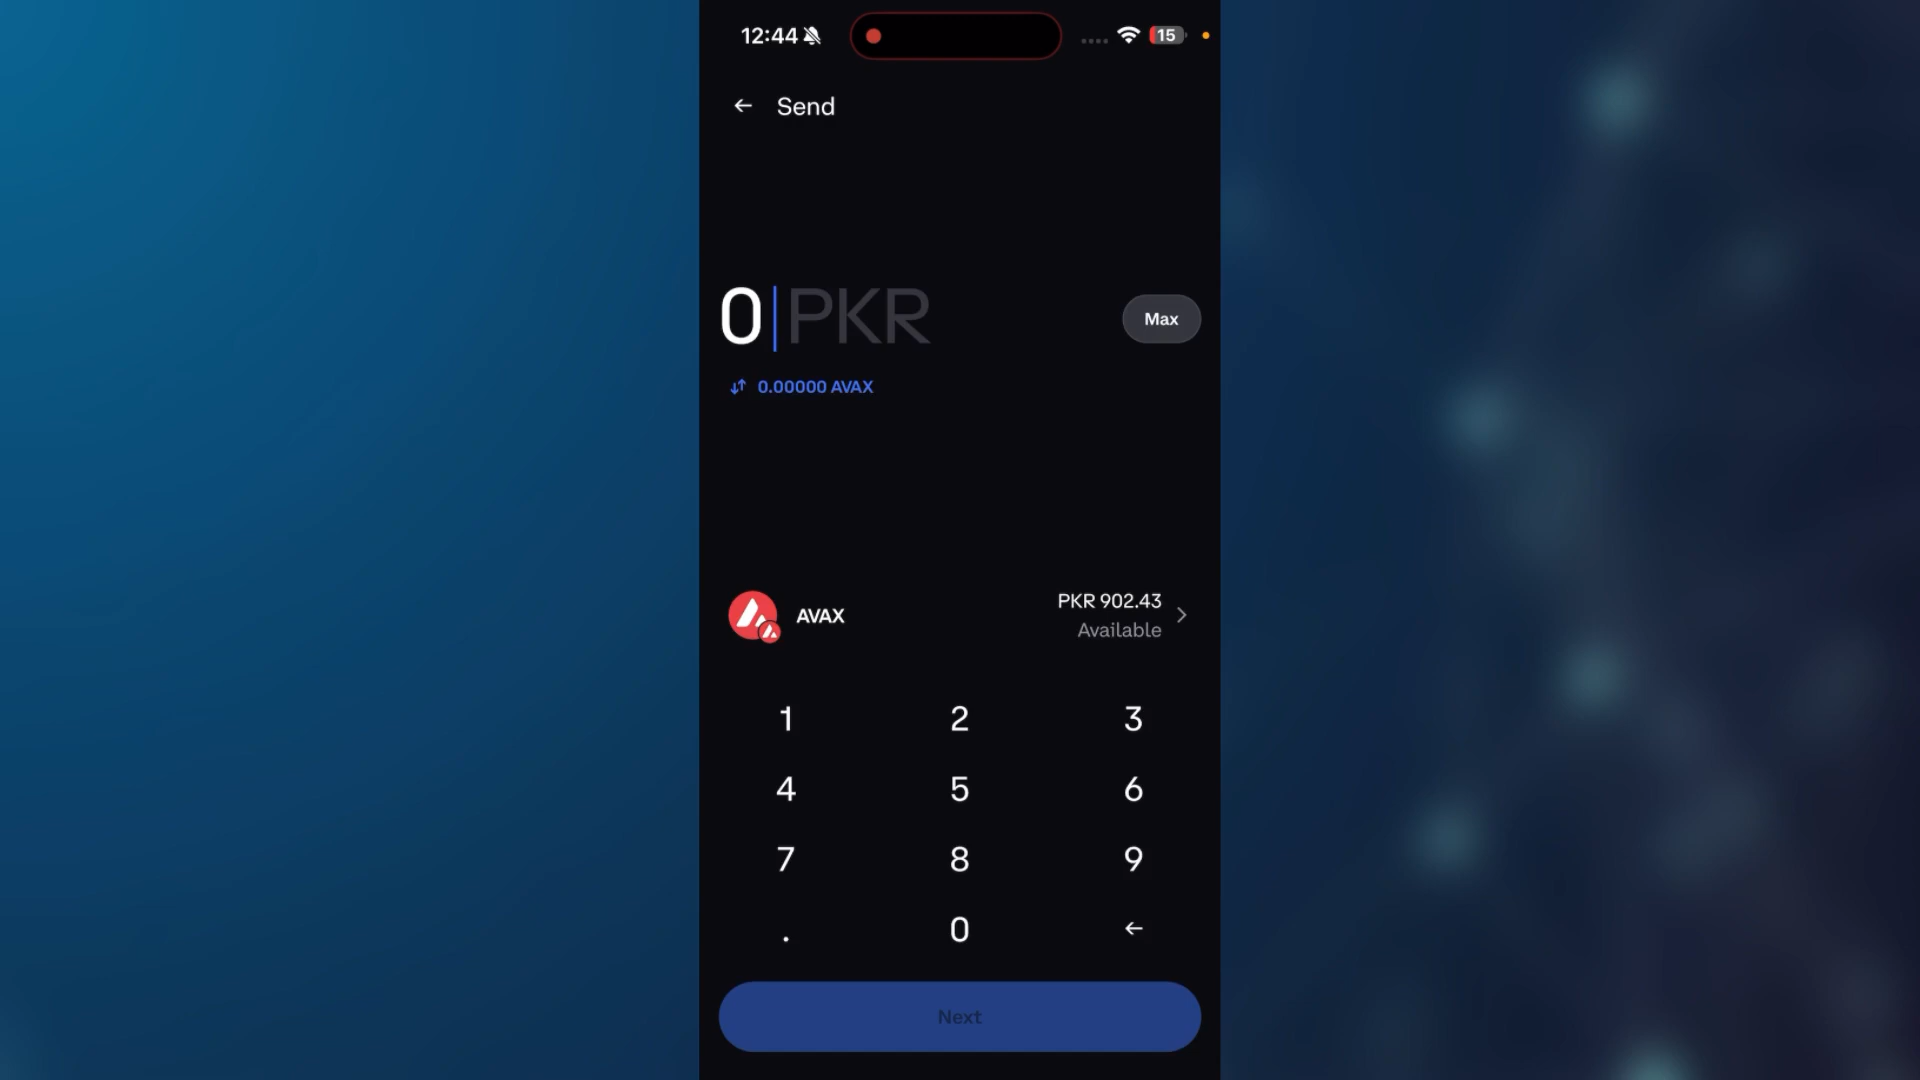 12:44
15
Send
0 PKR
Max
0.00000 AVAX
AVAX
PKR 902.43
Available
1 2 3
4 5 6
7 8 9
. 0
Next